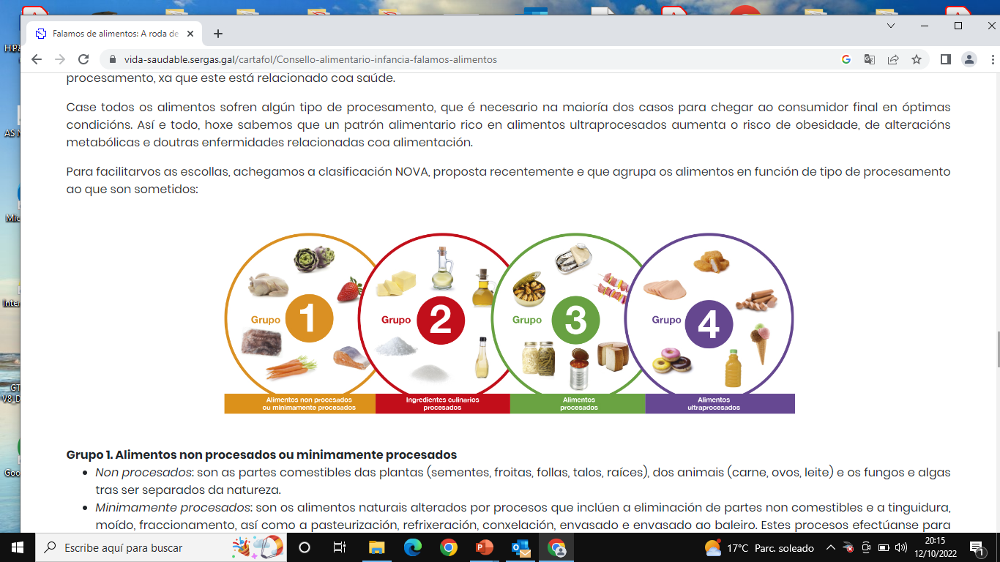 Falamos de alimentos: A roda de
vida-saudable.sergas.gal/cartafol/Consello-alimentario-infancia-falamos-alimentos
procesamento, xa que este está relacionado coa saúde.
Case todos os alimentos sofren algún tipo de procesamento, que é necesario na maioría dos casos para chegar ao consumidor final en óptimas
condicións. Así e todo, hoxe sabemos que un patrón alimentario rico en alimentos ultraprocesados aumenta o risco de obesidade, de alteracións
metabólicas e doutras enfermidades relacionadas coa alimentación.
Para facilitarvos as escollas, achegamos a clasificación NOVA, proposta recentemente e que agrupa os alimentos en función de tipo de procesamento
ao que son sometidos:
Grupo 1
Grupo 2
Grupo 3
Grupo 4
Alimentos non procesados
ou minimamente procesados
Ingredientes culinarios
procesados
Alimentos
procesados
Alimentos
ultraprocesados
Grupo 1. Alimentos non procesados ou minimamente procesados
• Non procesados: son as partes comestibles das plantas (sementes, froitas, follas, talos, raíces), dos animais (carne, ovos, leite) e os fungos e algas
tras ser separados da natureza.
• Minimamente procesados: son os alimentos naturais alterados por procesos que inclúen a eliminación de partes non comestibles e a tinguidura,
moído, fraccionamento, así como a pasteurización, refrixeración, conxelación, envasado e envasado ao baleiro. Estes procesos efectúanse para
Escribe aquí para buscar
17°C Parc. soleado
20:15
12/10/2022
1